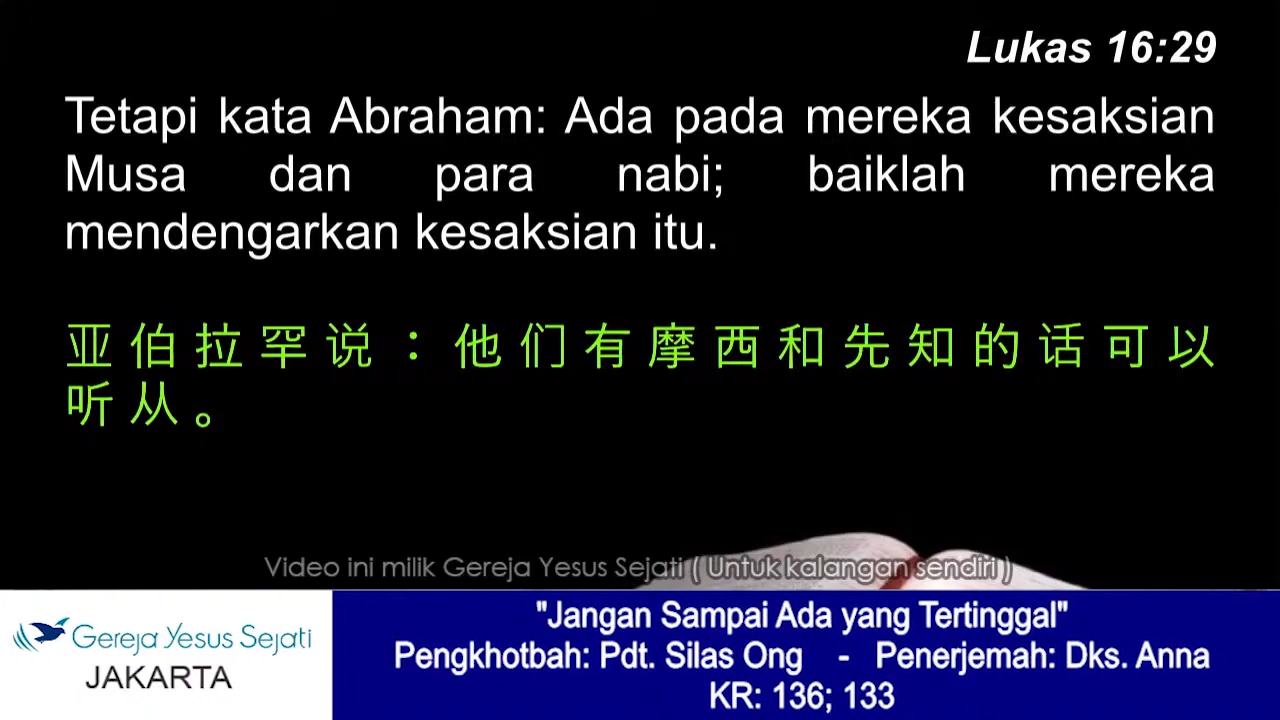 Lukas 16:29
Tetapi kata Abraham: Ada pada mereka kesaksian
Musa dan para nabi; baiklah mereka
mendengarkan kesaksian itu.
亚伯拉罕说：他们有摩西和先知的话可以
听从。
Video ini milik Gereja Yesus Sejati ( Untuk kalangan sendiri )
Gereja Yesus Sejati
JAKARTA
"Jangan Sampai Ada yang Tertinggal"
Pengkhotbah: Pdt. Silas Ong - Penerjemah: Dks. Anna
KR: 136; 133